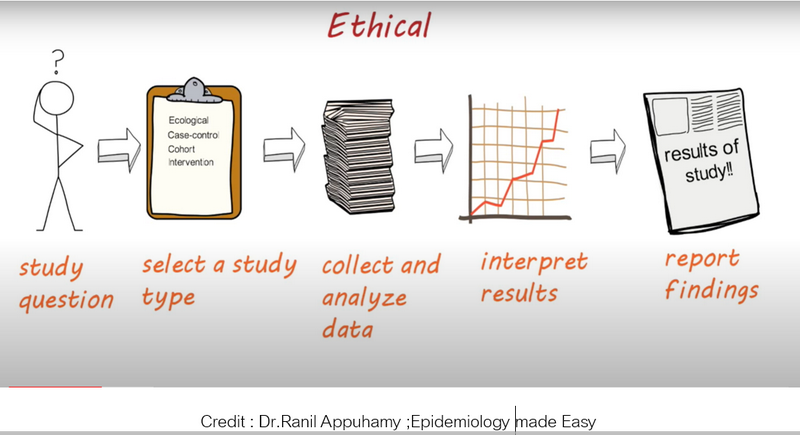 Ethical
?
Ecological
Case-control
Cohort
Intervention
results of
study!!
study
question
select a study
type
collect and
analyze
data
interpret
results
report
findings
Credit : Dr.Ranil Appuhamy ;Epidemiology made Easy